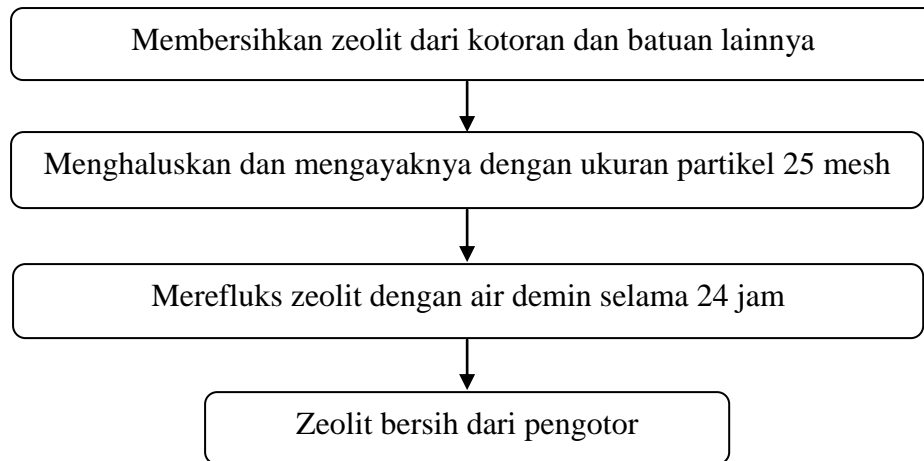 Membersihkan zeolit dari kotoran dan batuan lainnya
Menghaluskan dan mengayaknya dengan ukuran partikel 25 mesh
Merefluks zeolit dengan air demin selama 24 jam
Zeolit bersih dari pengotor